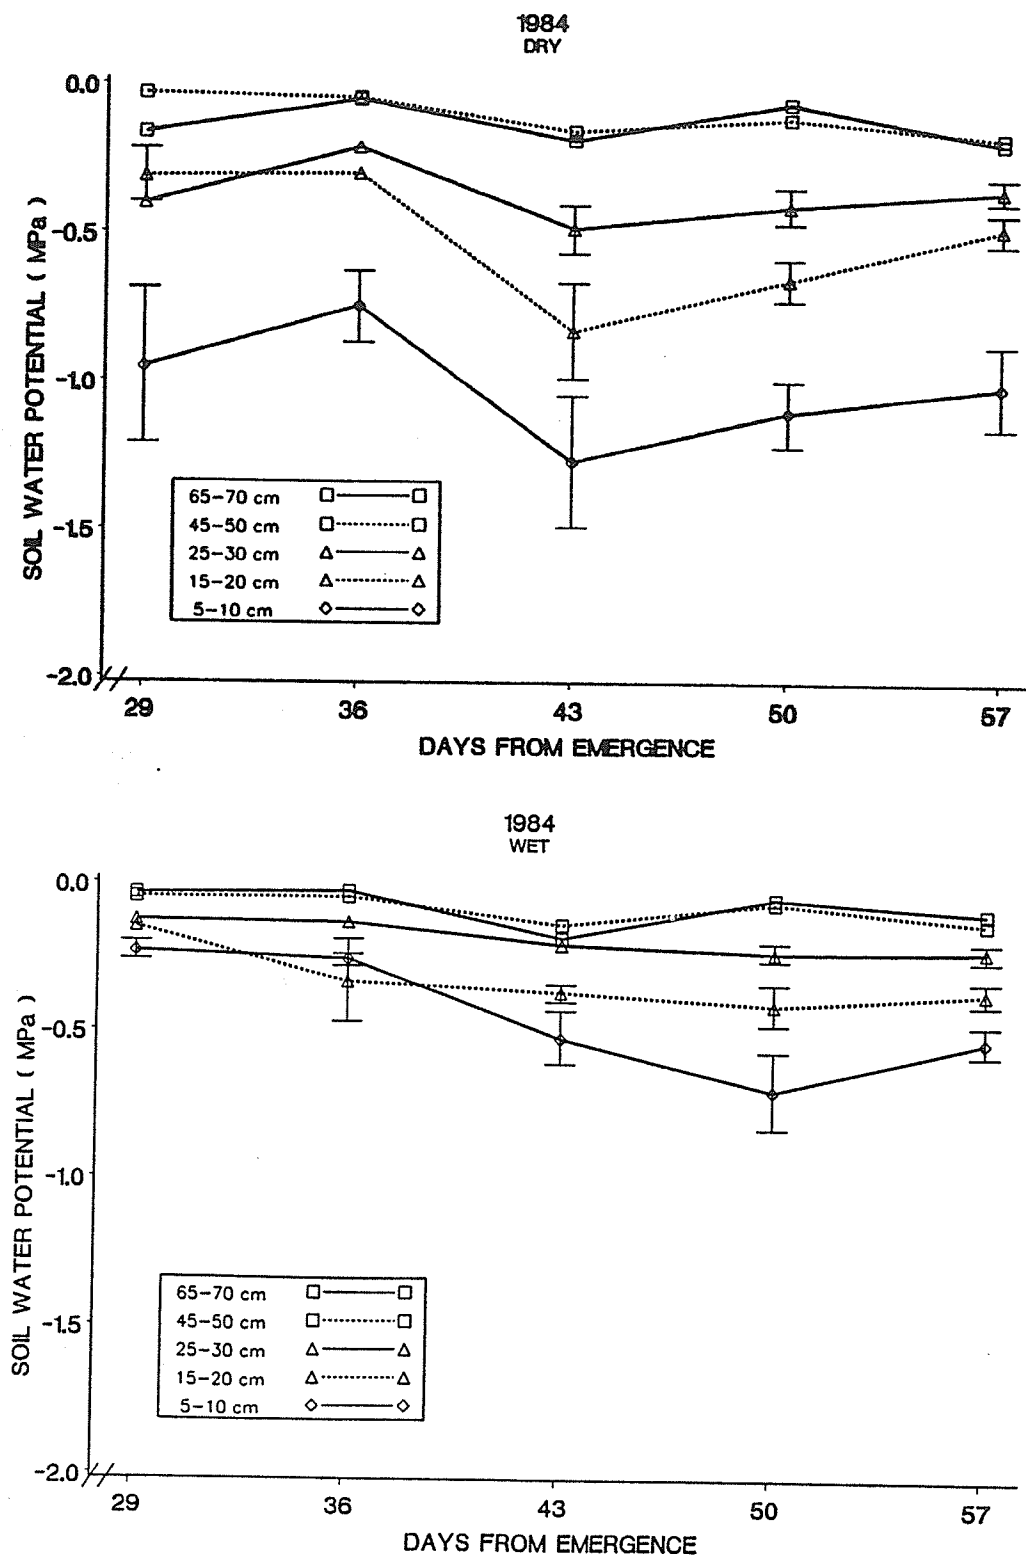 1984
DRY
0.0
-0.5
-1.0
-1.5
-2.0
SOIL WATER POTENTIAL ( MPa )
65-70 cm
45-50 cm
25-30 cm
15-20 cm
5-10 cm
29 36 43 50 57
DAYS FROM EMERGENCE
1984
WET
0.0
-0.5
-1.0
-1.5
-2.0
SOIL WATER POTENTIAL ( MPa )
65-70 cm
45-50 cm
25-30 cm
15-20 cm
5-10 cm
29 36 43 50 57
DAYS FROM EMERGENCE